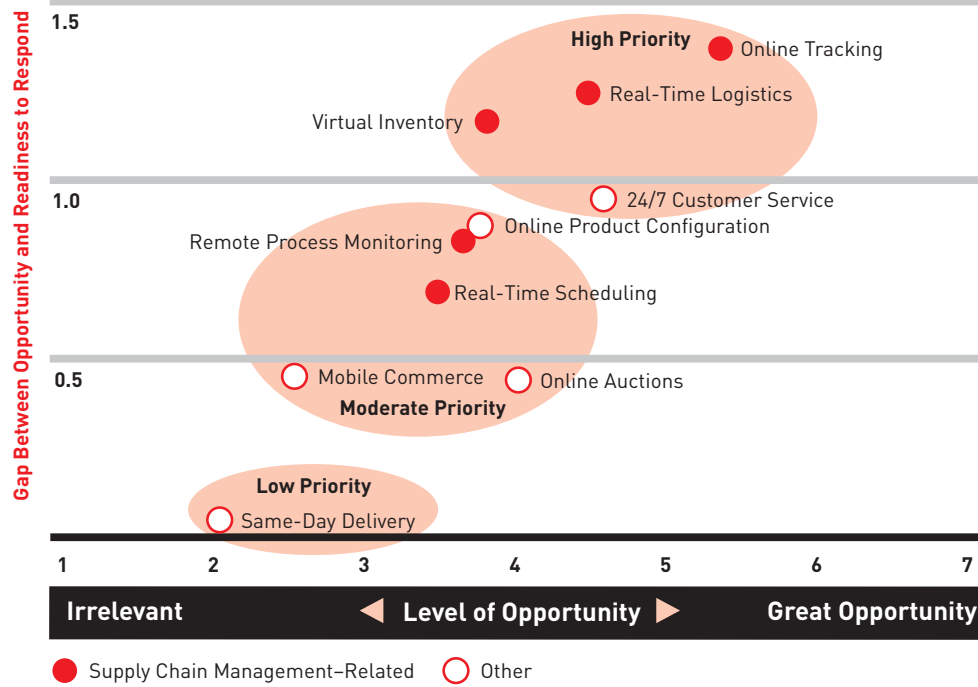 Gap Between Opportunity and Readiness to Respond
1.5
High Priority
Online Tracking
Real-Time Logistics
Virtual Inventory
1.0
24/7 Customer Service
Online Product Configuration
Remote Process Monitoring
Real-Time Scheduling
0.5
Mobile Commerce
Online Auctions
Moderate Priority
Low Priority
Same-Day Delivery
1 2 3 4 5 6 7
Irrelevant Level of Opportunity Great Opportunity
Supply Chain Management–Related Other